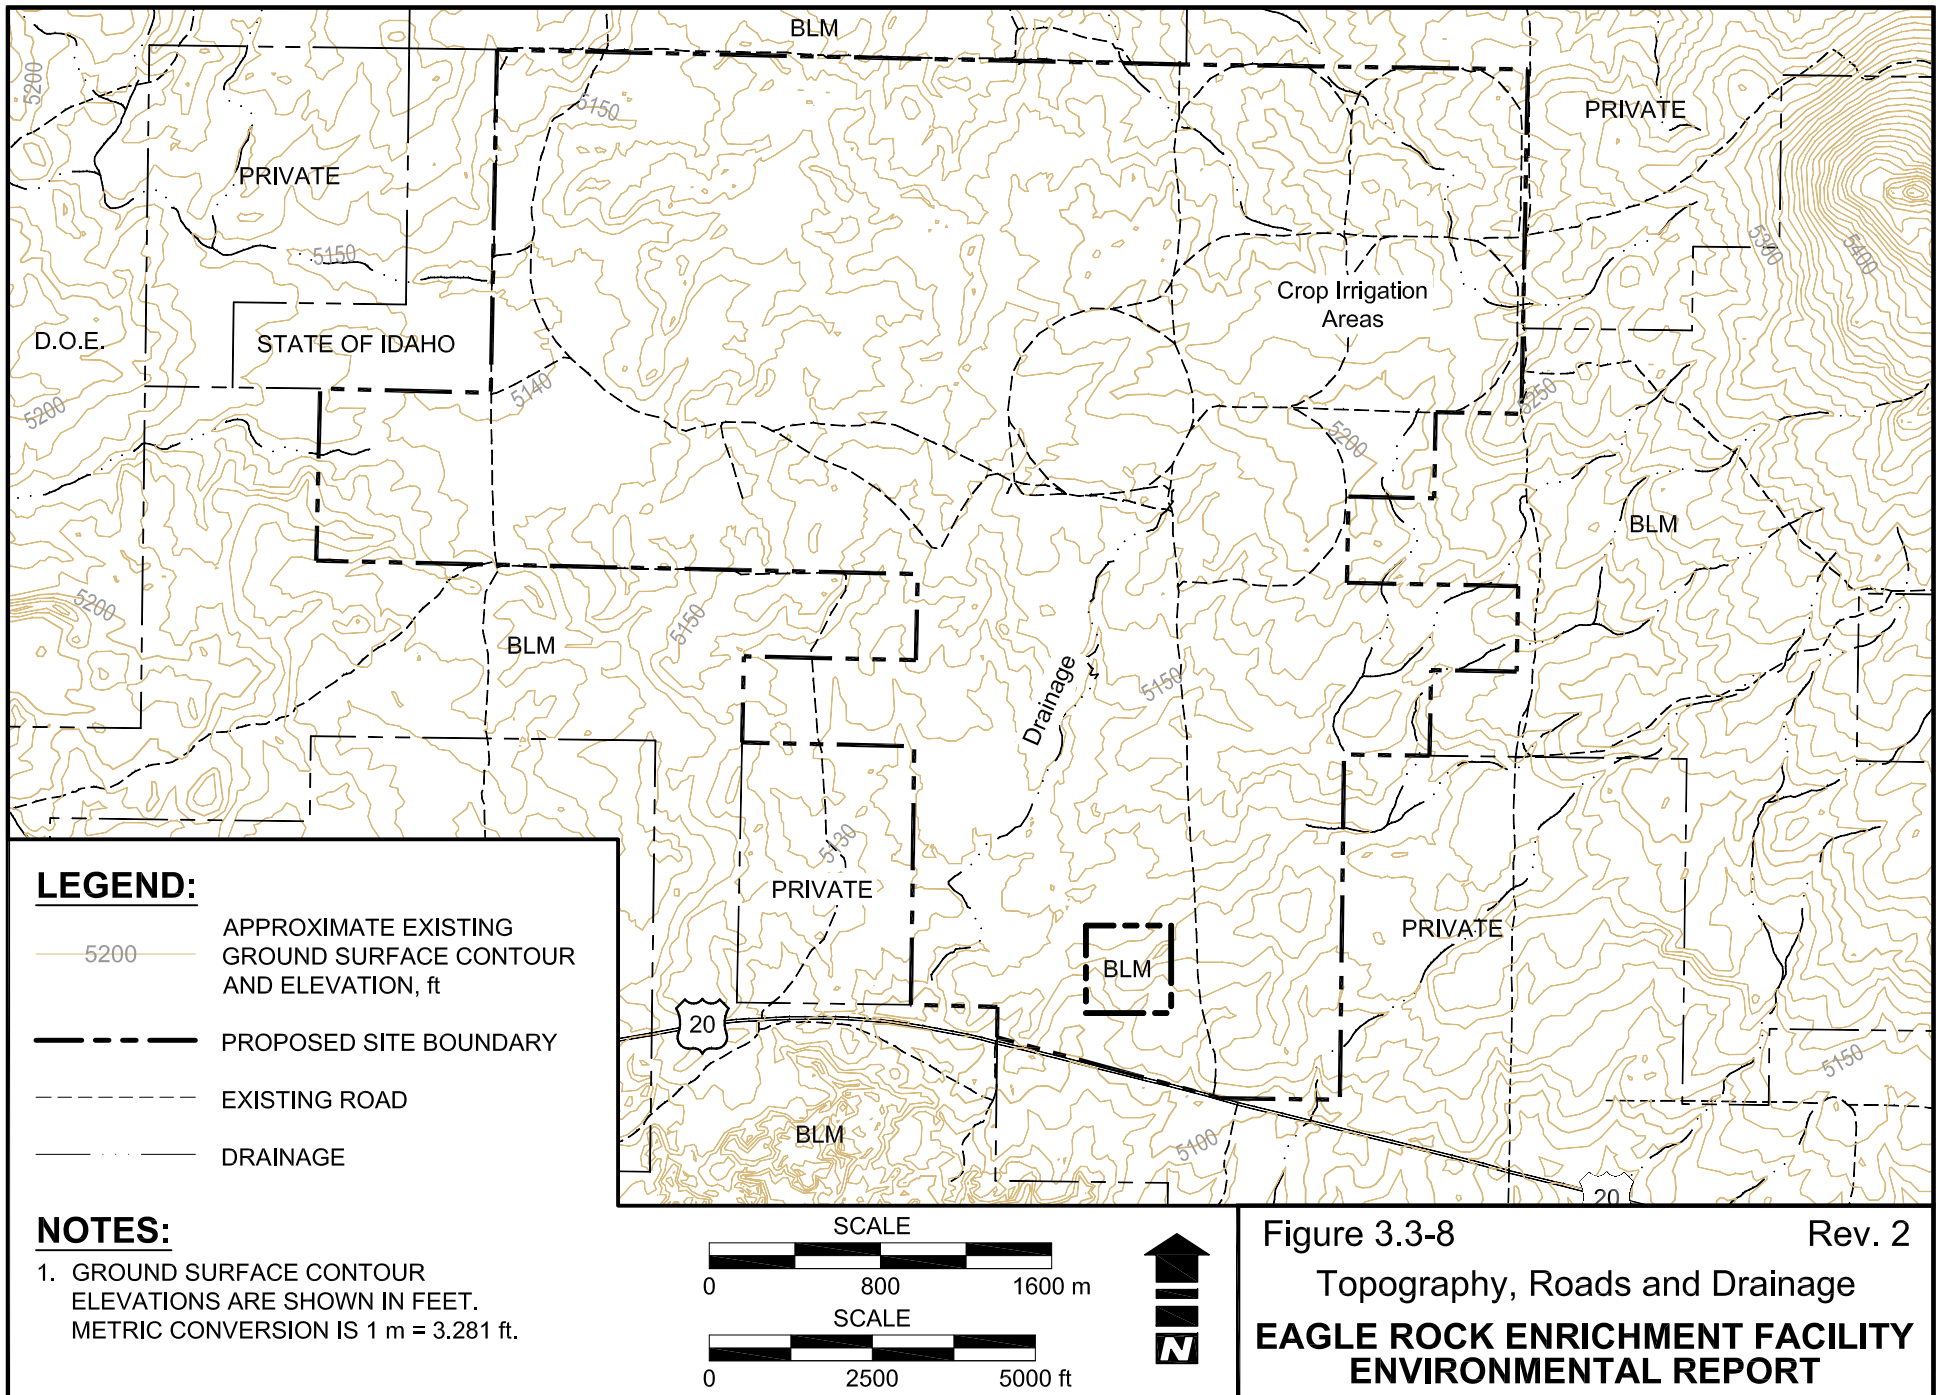 BLM
5200
5150
PRIVATE
PRIVATE
5150
5300
5400
Crop Irrigation
Areas
D.O.E.
STATE OF IDAHO
5140
5250
5200
5200
BLM
5200
5150
BLM
Drainage
5150
5130
PRIVATE
PRIVATE
BLM
20
5150
BLM
5100
20
LEGEND:
5200
APPROXIMATE EXISTING
GROUND SURFACE CONTOUR
AND ELEVATION, ft
PROPOSED SITE BOUNDARY
EXISTING ROAD
DRAINAGE
NOTES:
1. GROUND SURFACE CONTOUR
ELEVATIONS ARE SHOWN IN FEET.
METRIC CONVERSION IS 1 m = 3.281 ft.
SCALE
0 800 1600 m
SCALE
0 2500 5000 ft
N
Figure 3.3-8 Rev. 2
Topography, Roads and Drainage
EAGLE ROCK ENRICHMENT FACILITY
ENVIRONMENTAL REPORT